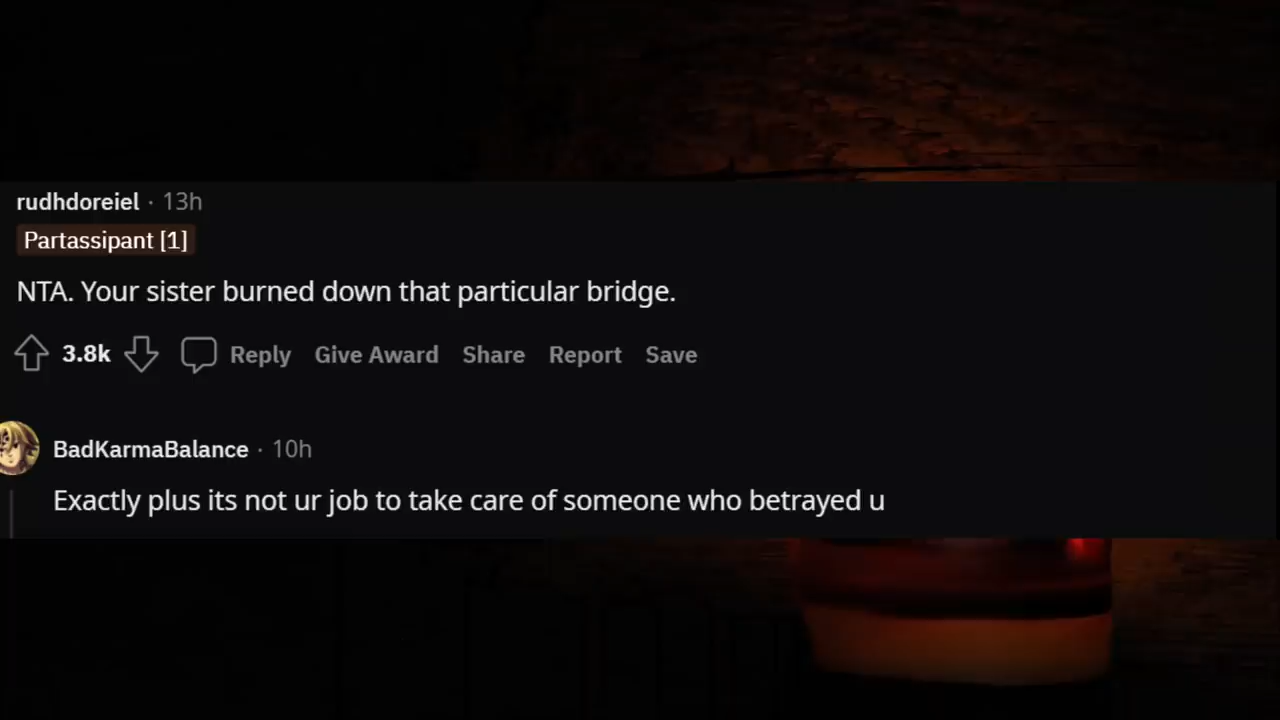 rudhdoreiel · 13h
Partassipant [1]
NTA. Your sister burned down that particular bridge.
3.8k Reply Give Award Share Report Save
BadKarmaBalance · 10h
Exactly plus its not ur job to take care of someone who betrayed u